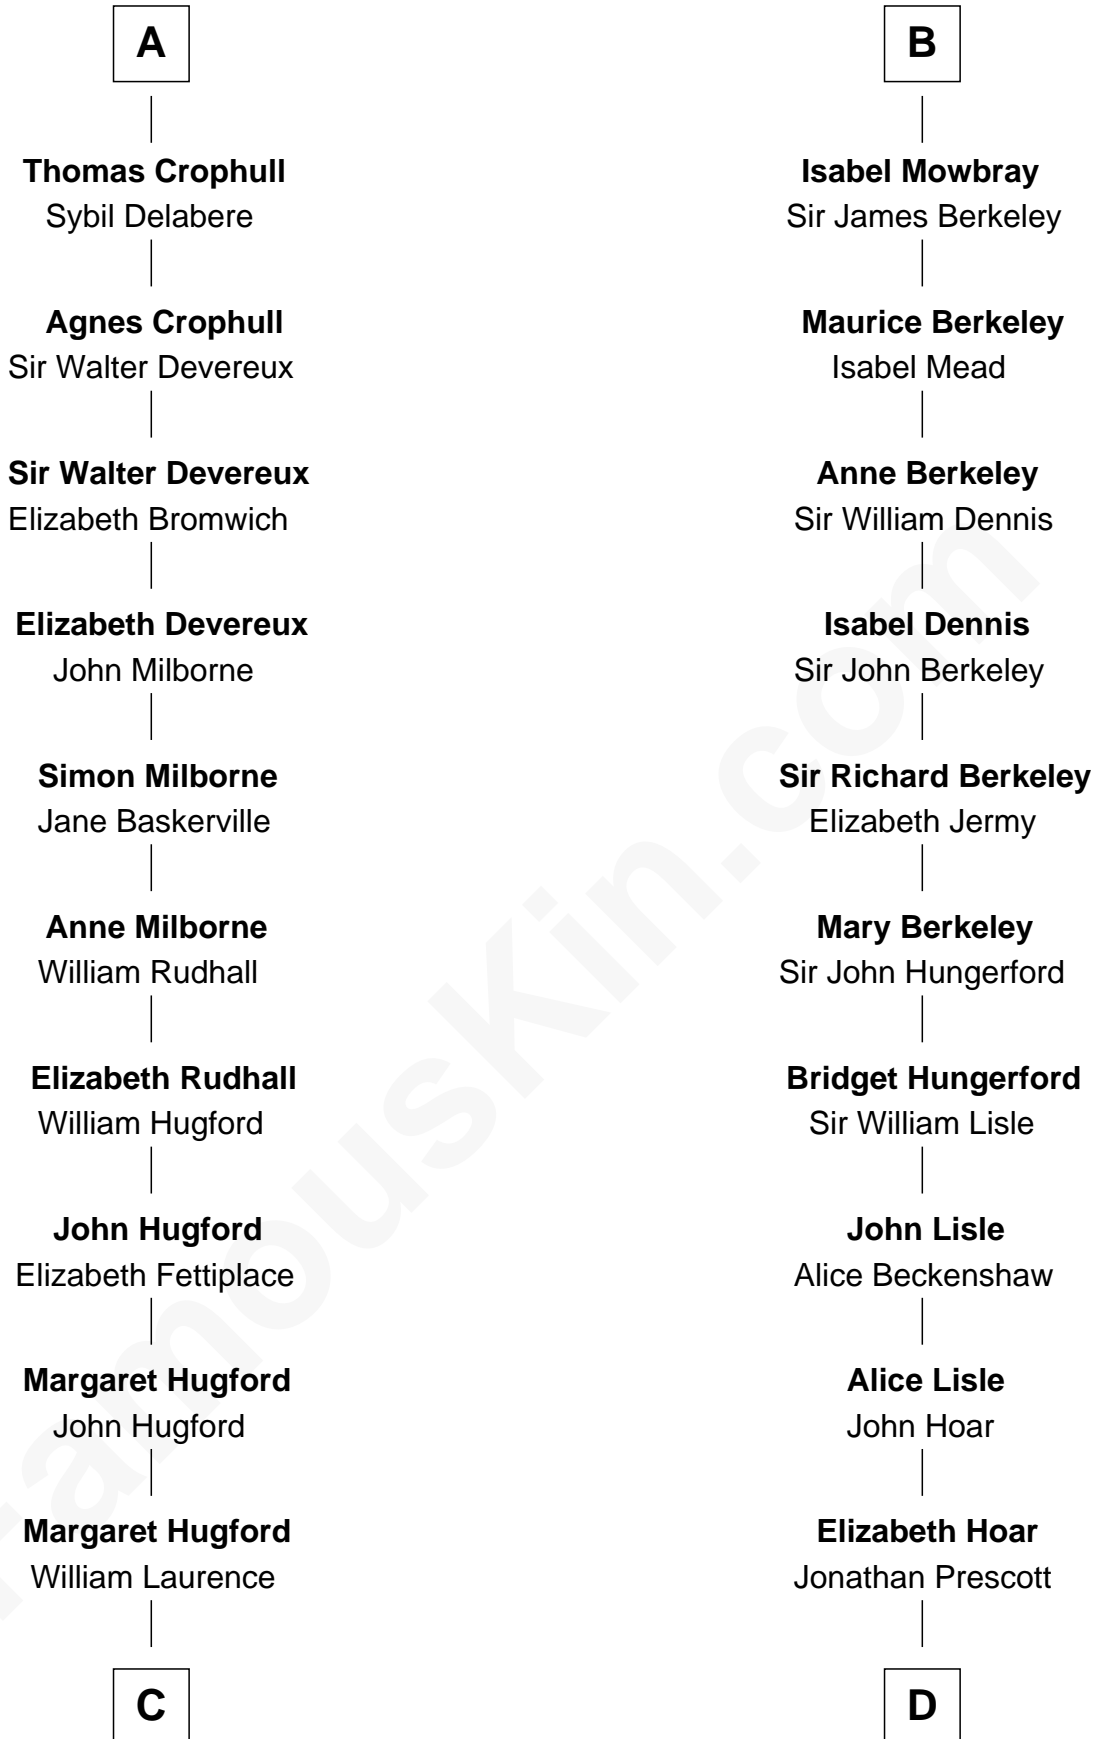 A
Thomas Crophull
Sybil Delabere
Agnes Crophull
Sir Walter Devereux
Sir Walter Devereux
Elizabeth Bromwich
Elizabeth Devereux
John Milborne
Simon Milborne
Jane Baskerville
Anne Milborne
William Rudhall
Elizabeth Rudhall
William Hugford
John Hugford
Elizabeth Fettiplace
Margaret Hugford
John Hugford
Margaret Hugford
William Laurence
C
B
Isabel Mowbray
Sir James Berkeley
Maurice Berkeley
Isabel Mead
Anne Berkeley
Sir William Dennis
Isabel Dennis
Sir John Berkeley
Sir Richard Berkeley
Elizabeth Jermy
Mary Berkeley
Sir John Hungerford
Bridget Hungerford
Sir William Lisle
John Lisle
Alice Beckenshaw
Alice Lisle
John Hoar
Elizabeth Hoar
Jonathan Prescott
D
FamousKin.com